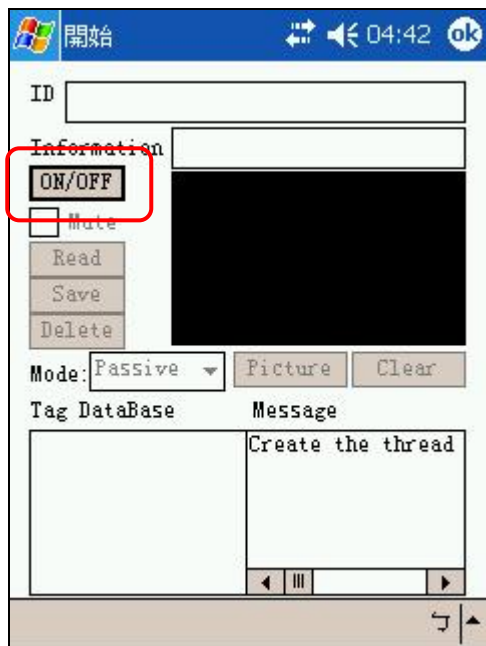 開始 04:42 ok
ID
Information
ON/OFF
Mute
Read
Save
Delete
Mode: Passive Picture Clear
Tag DataBase Message
Create the thread
ㄅ